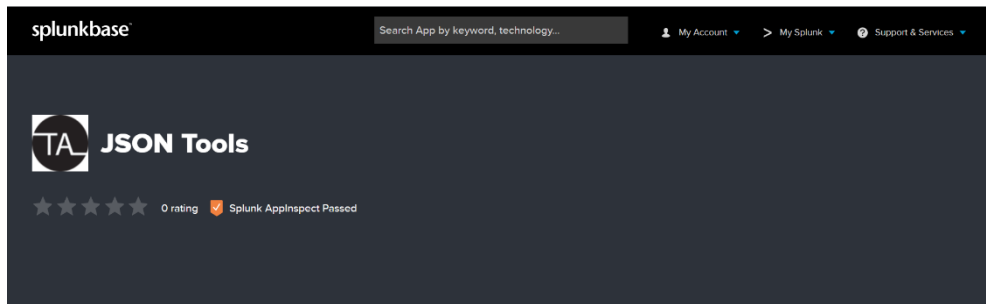 splunkbase™
Search App by keyword, technology...
My Account
My Splunk
Support & Services
TA
JSON Tools
0 rating
Splunk AppInspect Passed